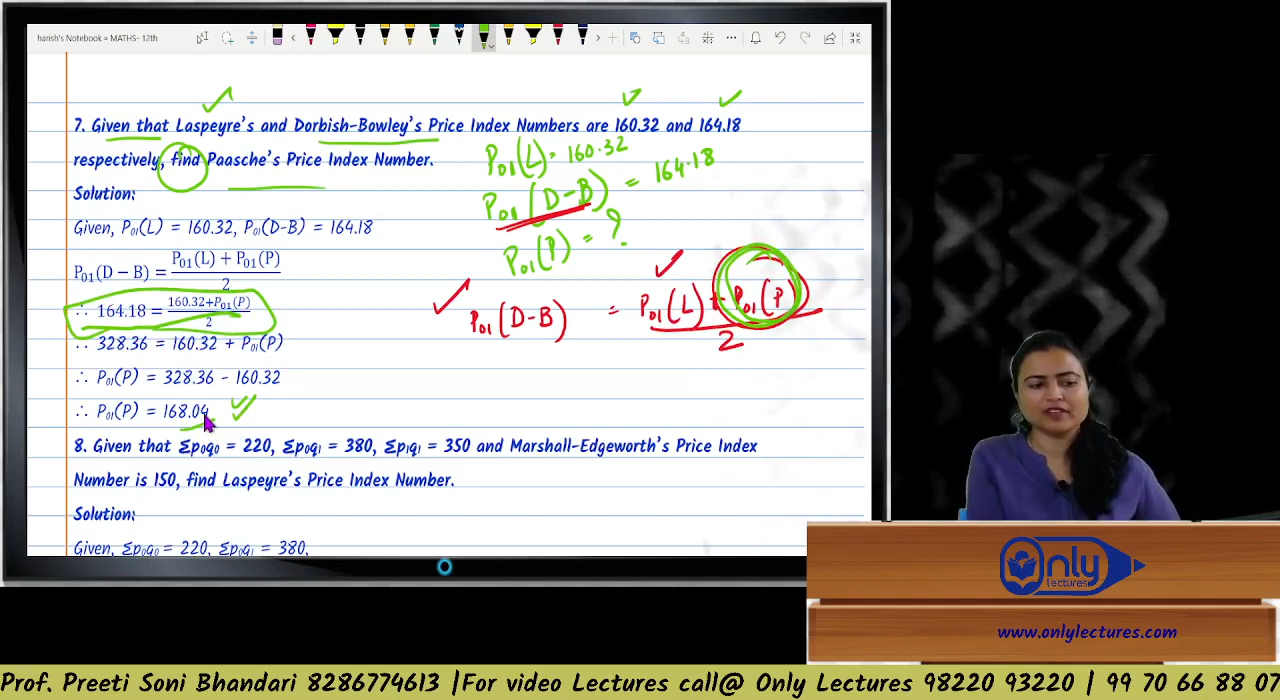 harish's Notebook » MATHS- 12th
7. Given that Laspeyre's and Dorbish-Bowley's Price Index Numbers are 160.32 and 164.18
respectively, find Paasche's Price Index Number.
P₀₁(L) = 160.32
Solution:
P₀₁(D-B) = 164.18
Given, P₀₁(L) = 160.32, P₀₁(D-B) = 164.18
P₀₁(P) = ?
P₀₁(D − B) = P₀₁(L) + P₀₁(P) / 2
P₀₁(D-B) = P₀₁(L) + P₀₁(P) / 2
∴ 164.18 = 160.32+P₀₁(P) / 2
∴ 328.36 = 160.32 + P₀₁(P)
∴ P₀₁(P) = 328.36 - 160.32
∴ P₀₁(P) = 168.04
8. Given that Σp₀q₀ = 220, Σp₀q₁ = 380, Σp₁q₁ = 350 and Marshall-Edgeworth's Price Index
Number is 150, find Laspeyre's Price Index Number.
Solution:
Given, Σp₀q₀ = 220, Σp₀q₁ = 380,
Only
lectures
www.onlylectures.com
Prof. Preeti Soni Bhandari 8286774613 |For video Lectures call@ Only Lectures 98220 93220 | 99 70 66 88 07